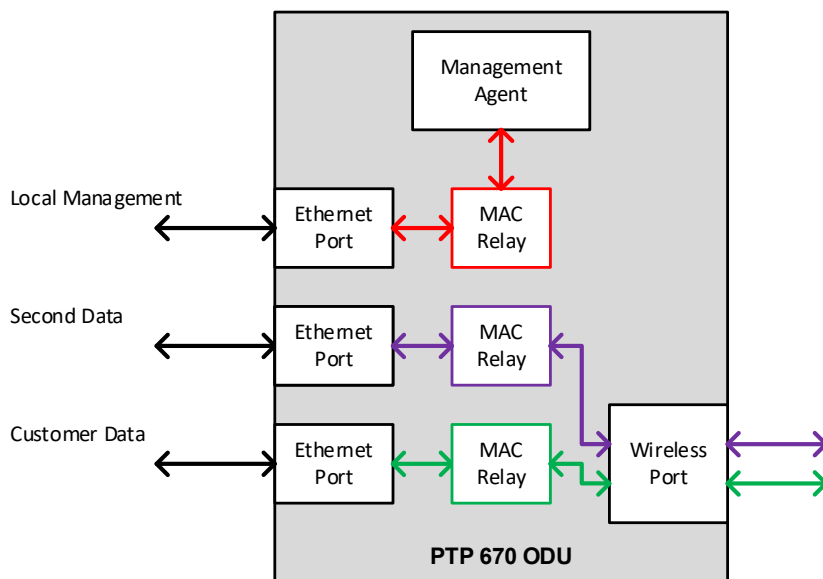 Management
Agent
Local Management
Ethernet
Port
MAC
Relay
Second Data
Ethernet
Port
MAC
Relay
Customer Data
Ethernet
Port
MAC
Relay
Wireless
Port
PTP 670 ODU